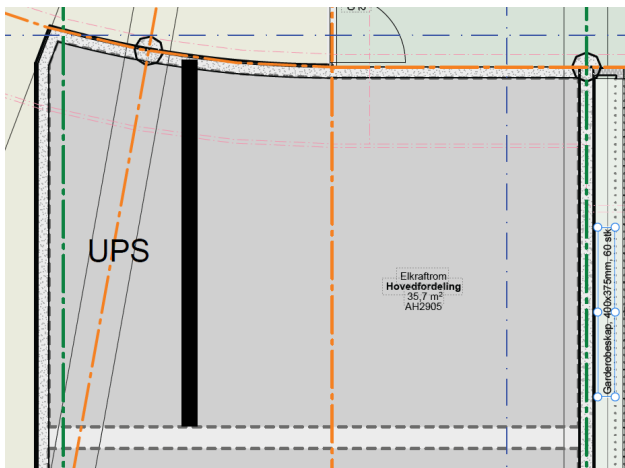 UPS
Elkraftrom
Hovedfordeling
35,7 m²
AH2905
Garderobeskap, 400x375mm, 60 stk.